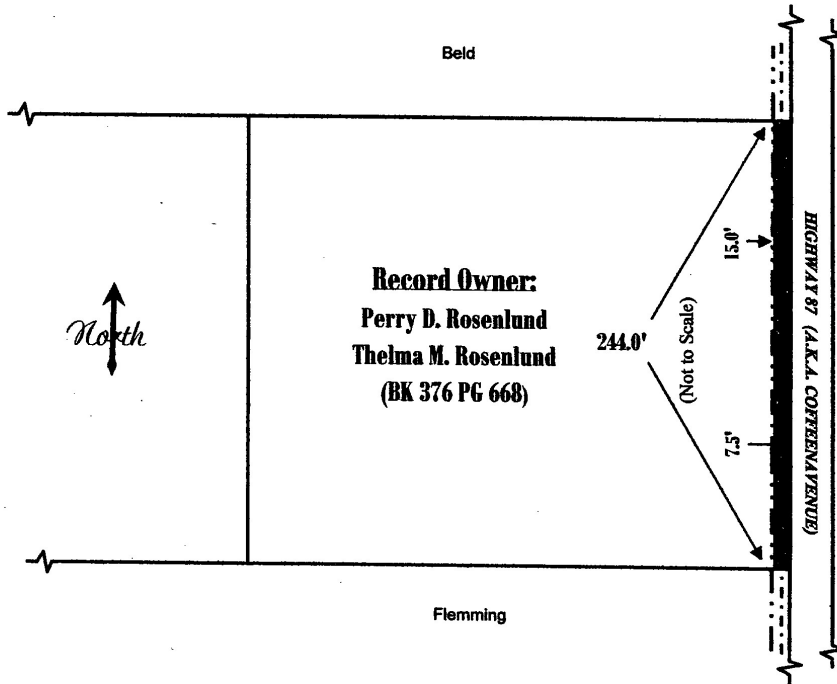 Beld
Record Owner:
Perry D. Rosenlund
Thelma M. Rosenlund
(BK 376 PG 668)
North
244.0'
(Not to Scale)
15.0'
7.5'
HIGHWAY 87 (A.K.A. COFFEENAVENUE)
Flemming